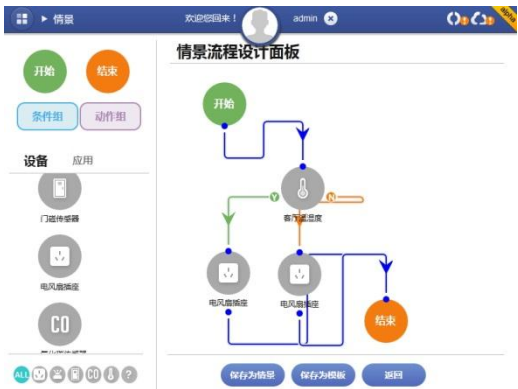 情景
欢迎您回来！
admin
alpha
开始
结束
条件组
动作组
设备
应用
门磁传感器
电风扇插座
CO
ALL
CO
?
情景流程设计面板
开始
Y
N
客厅温湿度
电风扇插座
电风扇插座
结束
保存为情景
保存为模板
返回